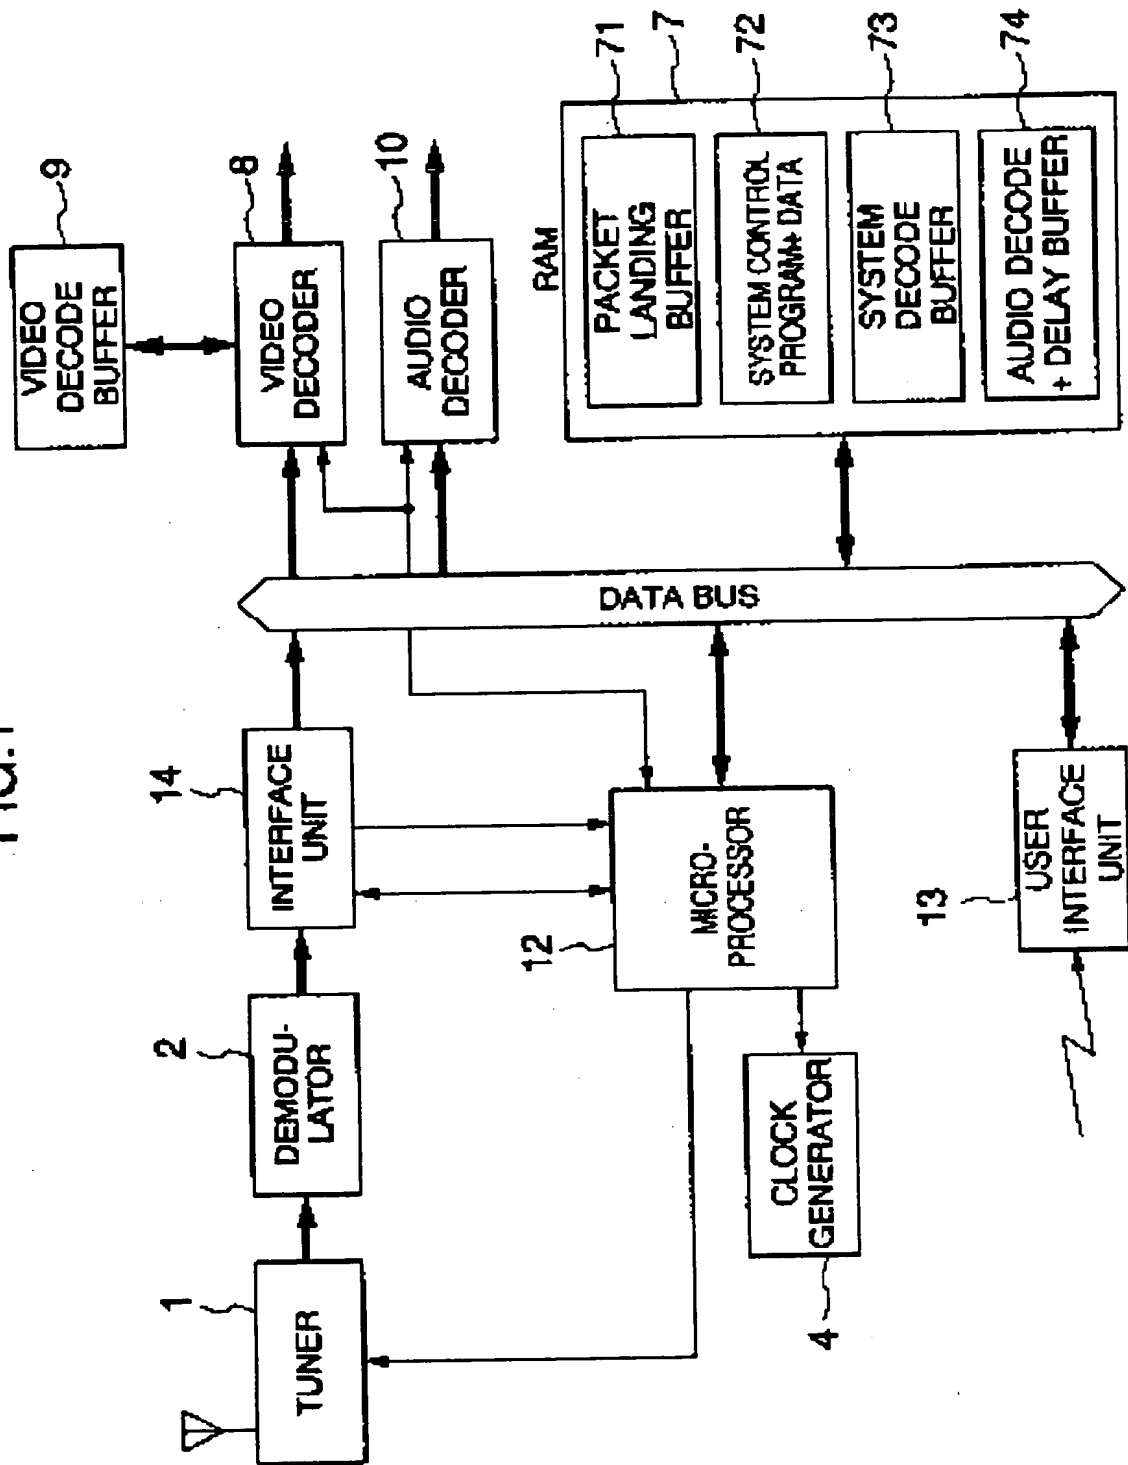 FIG.1
1
TUNER
2
DEMODU-
LATOR
14
INTERFACE
UNIT
9
VIDEO
DECODE
BUFFER
8
VIDEO
DECODER
10
AUDIO
DECODER
DATA BUS
12
MICRO-
PROCESSOR
4
CLOCK
GENERATOR
13
USER
INTERFACE
UNIT
RAM
7
71
PACKET
LANDING
BUFFER
72
SYSTEM CONTROL
PROGRAM+ DATA
73
SYSTEM
DECODE
BUFFER
74
AUDIO DECODE
+ DELAY BUFFER